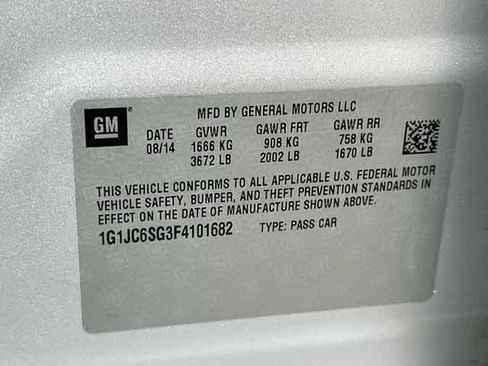 GM
MFD BY GENERAL MOTORS LLC
DATE GVWR GAWR FRT GAWR RR
08/14 1666 KG 908 KG 758 KG
3672 LB 2002 LB 1670 LB
THIS VEHICLE CONFORMS TO ALL APPLICABLE U.S. FEDERAL MOTOR
VEHICLE SAFETY, BUMPER, AND THEFT PREVENTION STANDARDS IN
EFFECT ON THE DATE OF MANUFACTURE SHOWN ABOVE.
1G1JC6SG3F4101682 TYPE: PASS CAR